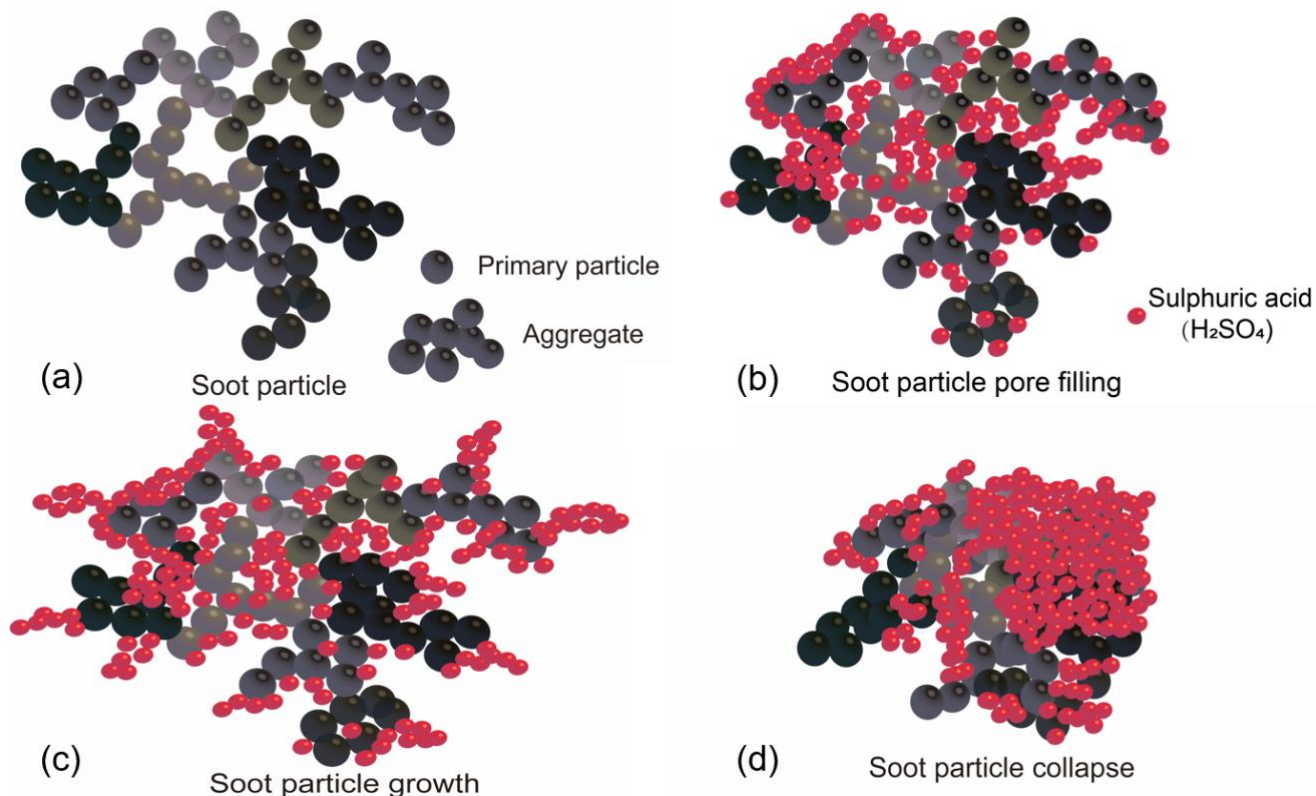 Primary particle
Aggregate
(a)
Soot particle
Sulphuric acid
(H₂SO₄)
(b)
Soot particle pore filling
(c)
Soot particle growth
(d)
Soot particle collapse